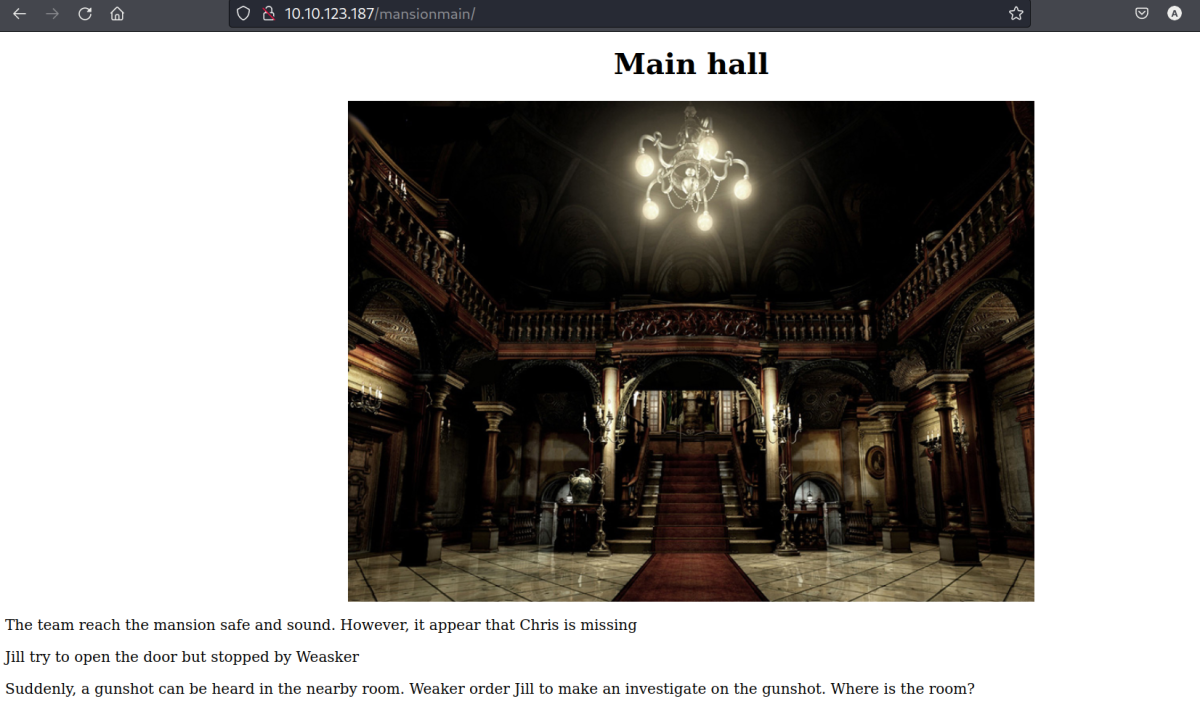 10.10.123.187/mansionmain/
A
Main hall
The team reach the mansion safe and sound. However, it appear that Chris is missing
Jill try to open the door but stopped by Weasker
Suddenly, a gunshot can be heard in the nearby room. Weaker order Jill to make an investigate on the gunshot. Where is the room?